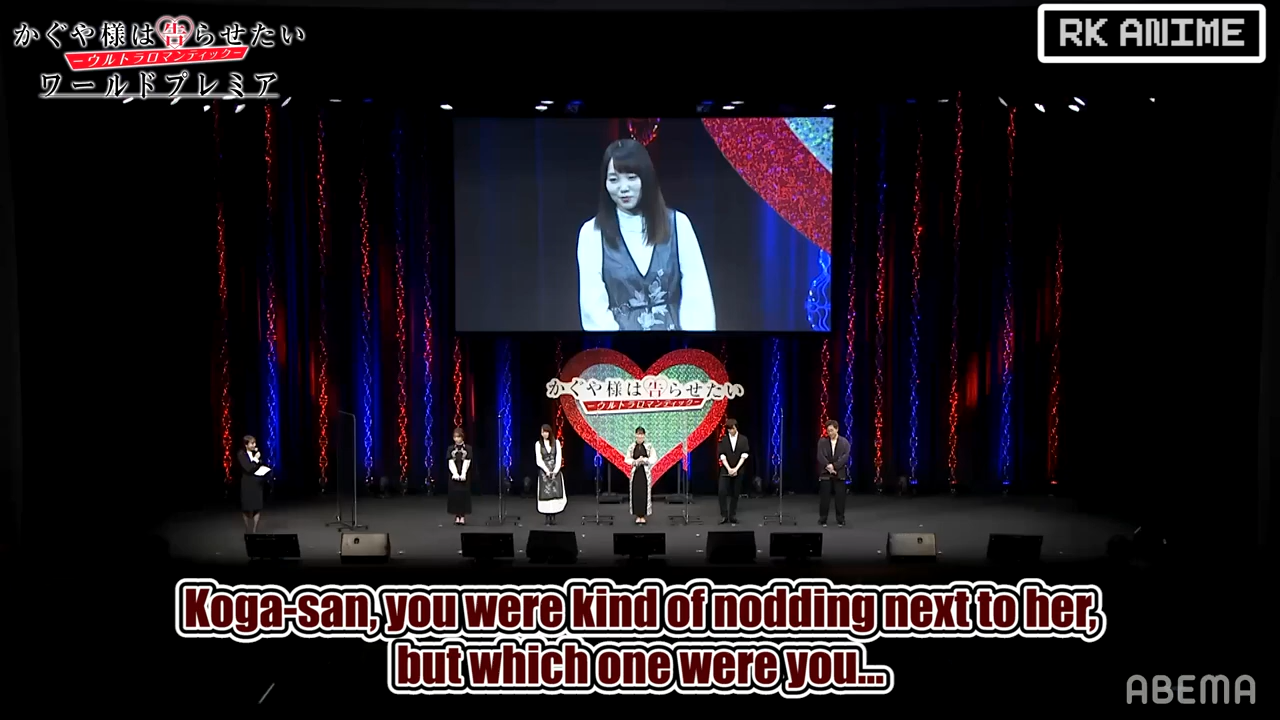 かぐや様は告らせたい
ーウルトラロマンティックー
ワールドプレミア
RK ANIME
かぐや様は告らせたい
ーウルトラロマンティックー
Koga-san, you were kind of nodding next to her,
but which one were you...
ABEMA